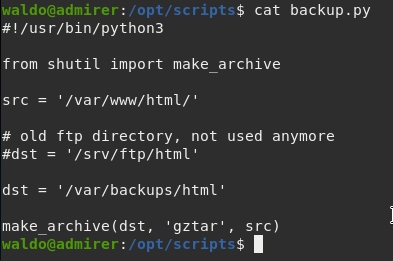 waldo@admirer:/opt/scripts$ cat backup.py
#!/usr/bin/python3
from shutil import make_archive
src = '/var/www/html/'
# old ftp directory, not used anymore
#dst = '/srv/ftp/html'
dst = '/var/backups/html'
make_archive(dst, 'gztar', src)
waldo@admirer:/opt/scripts$